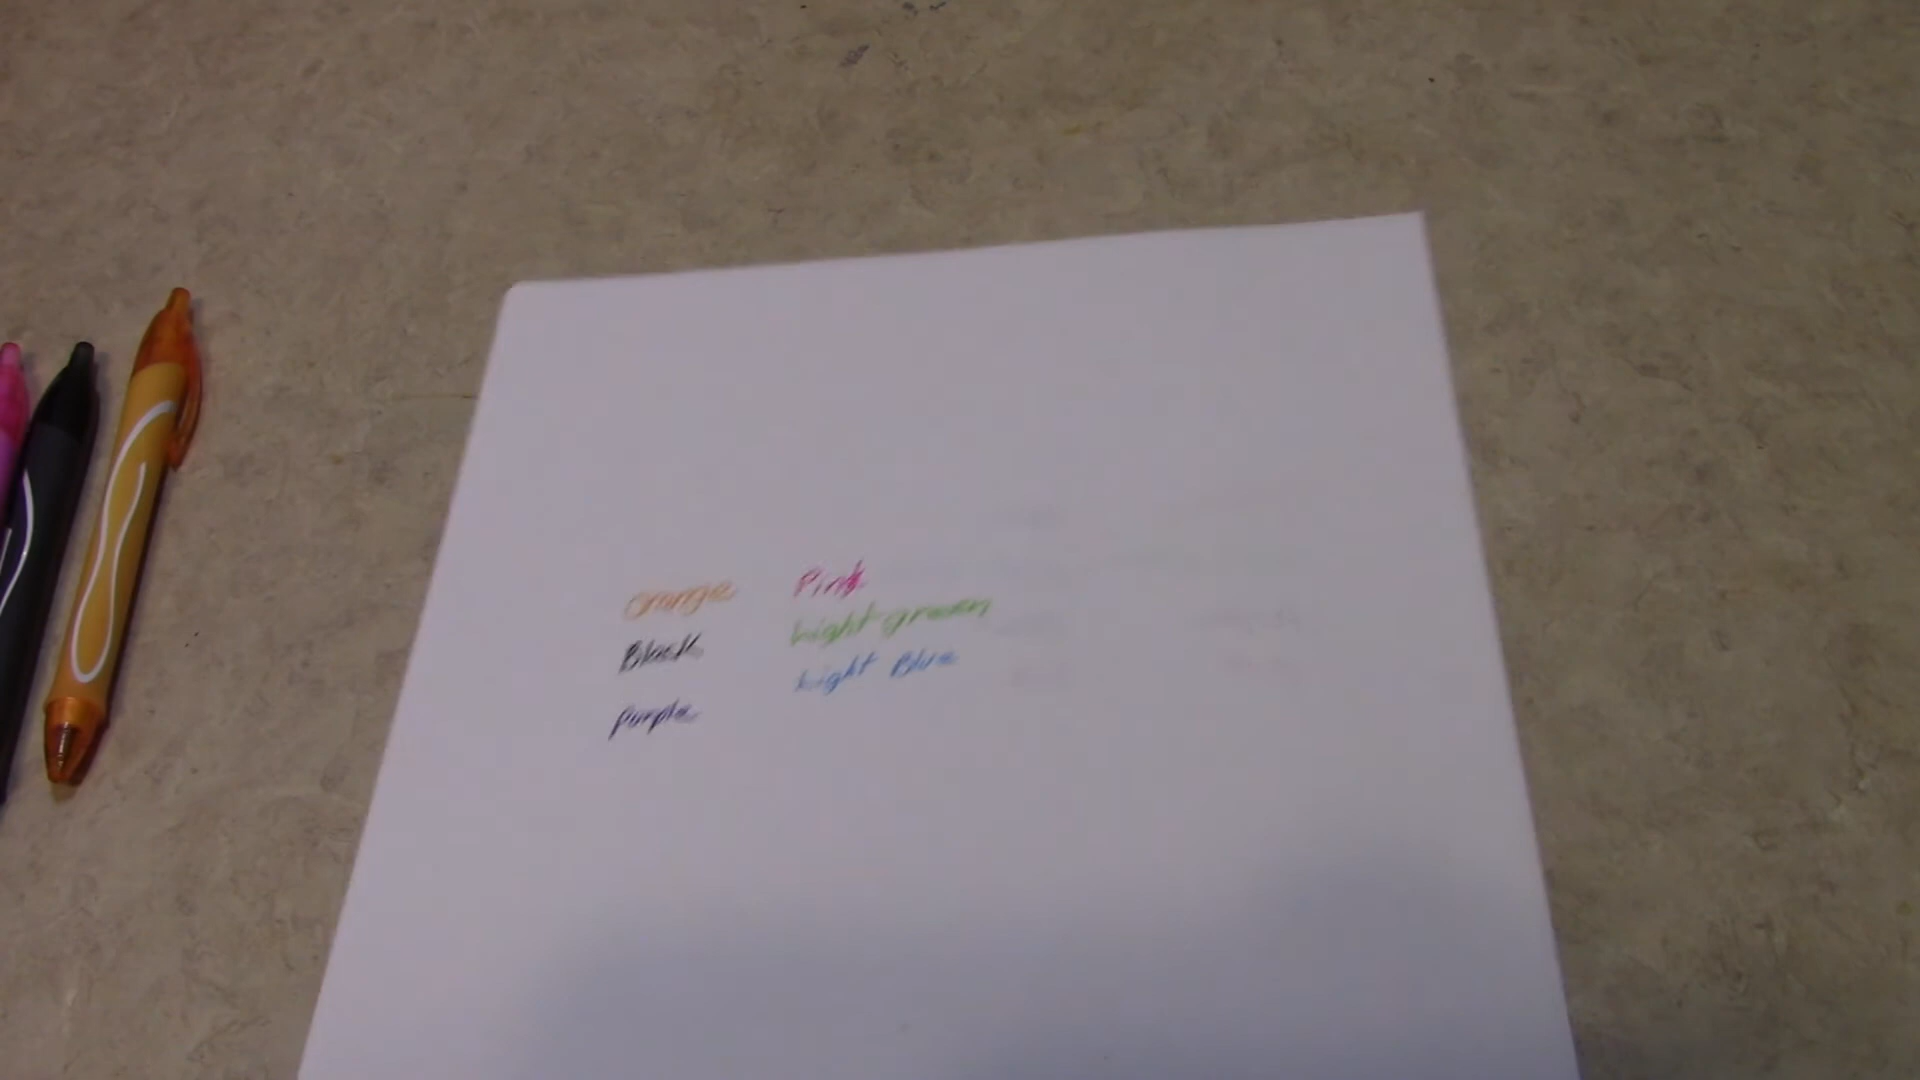 Orange
Black
Purple
Pink
Light green
Light Blue